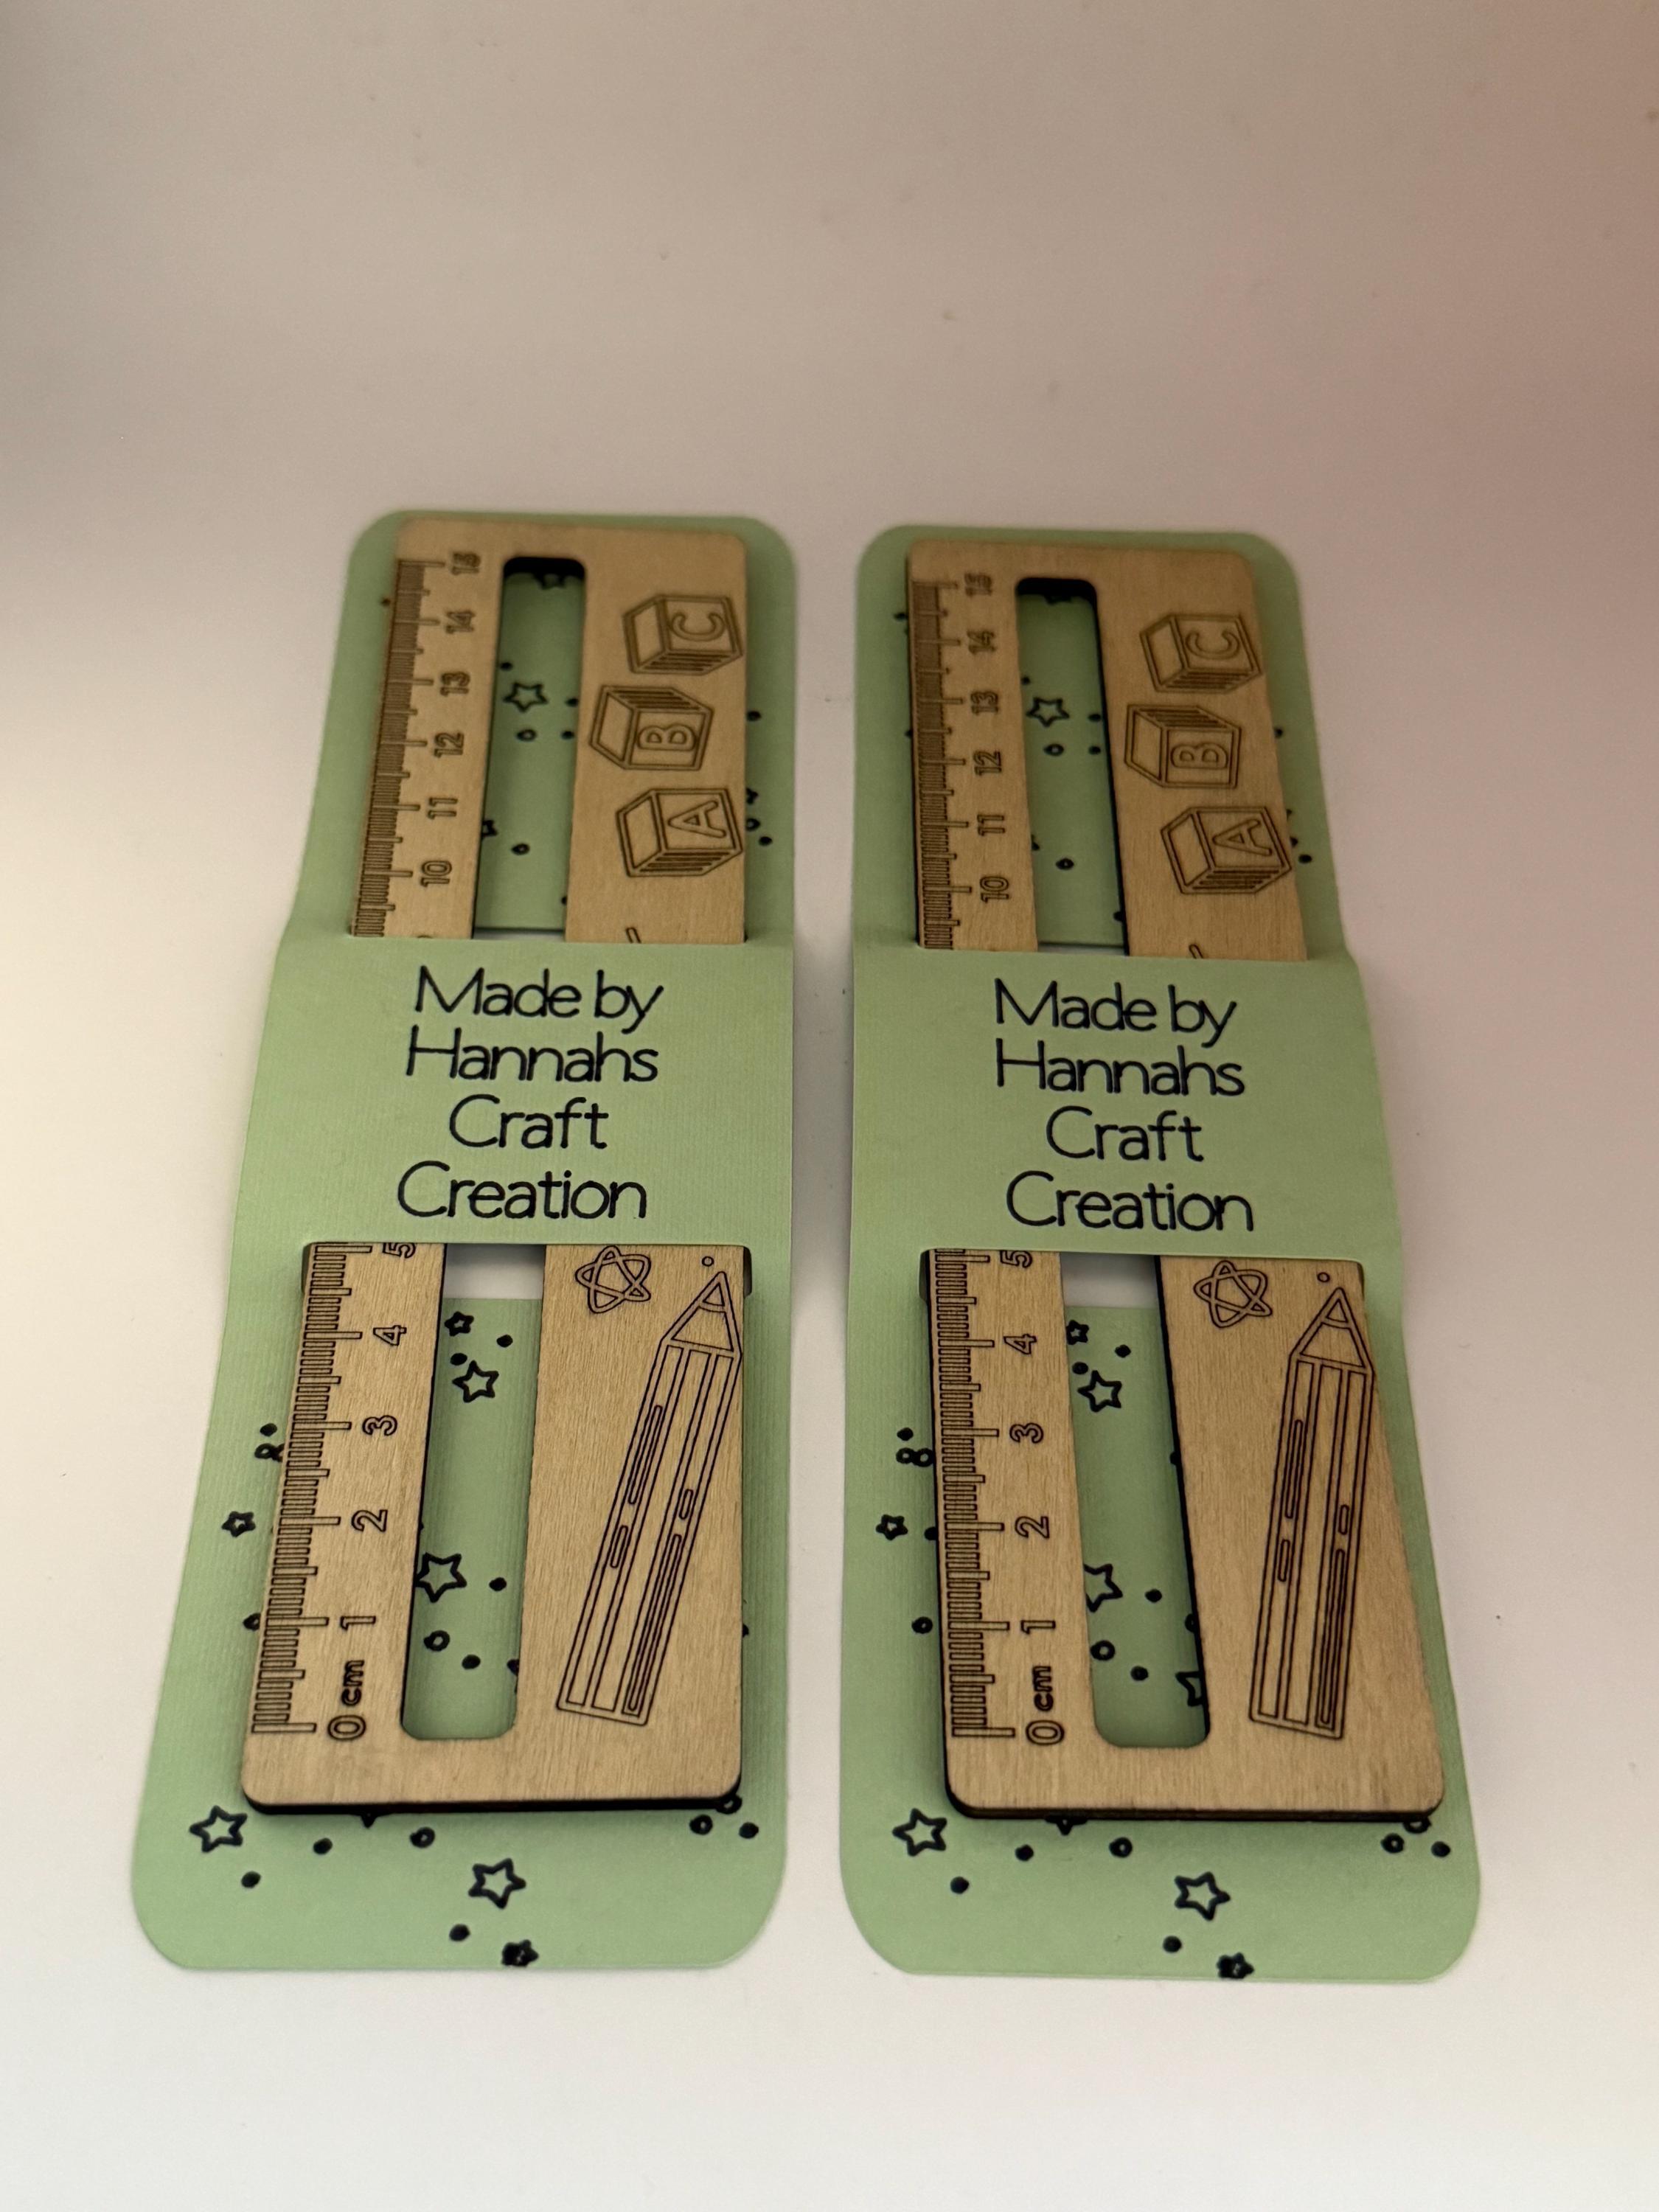 15
14
13
12
11
10
C
B
A
Made by
Hannahs
Craft
Creation
5
4
3
2
1
0 cm
15
14
13
12
11
10
C
B
A
Made by
Hannahs
Craft
Creation
5
4
3
2
1
0 cm